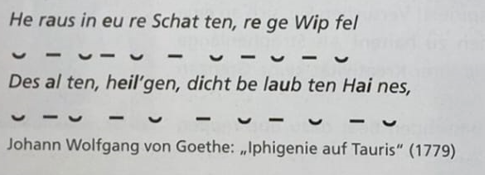 He raus in eu re Schat ten, re ge Wip fel
⏑ – ⏑ – ⏑ – ⏑ – ⏑ – ⏑
Des al ten, heil’gen, dicht be laub ten Hai nes,
⏑ – ⏑ – ⏑ – ⏑ – ⏑ – ⏑
Johann Wolfgang von Goethe: „Iphigenie auf Tauris“ (1779)